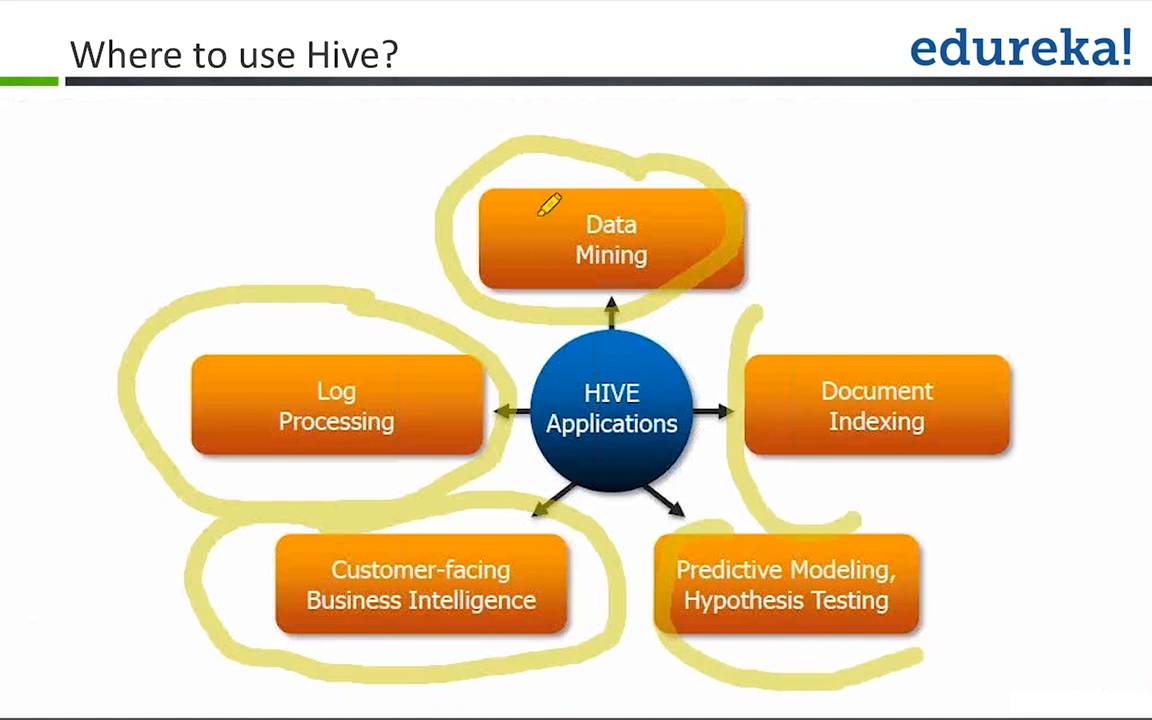 Where to use Hive?
edureka!
Data
Mining
Log
Processing
HIVE
Applications
Document
Indexing
Customer-facing
Business Intelligence
Predictive Modeling,
Hypothesis Testing